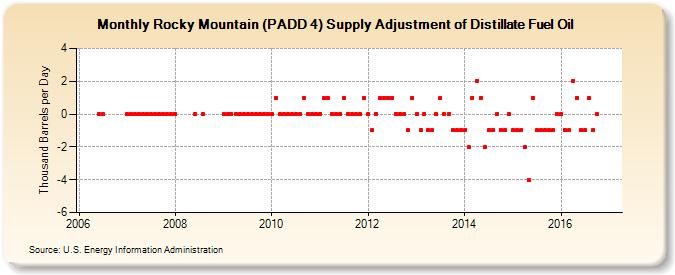 Monthly Rocky Mountain (PADD 4) Supply Adjustment of Distillate Fuel Oil
Thousand Barrels per Day
4
2
0
-2
-4
-6
2006 2008 2010 2012 2014 2016
Source: U.S. Energy Information Administration